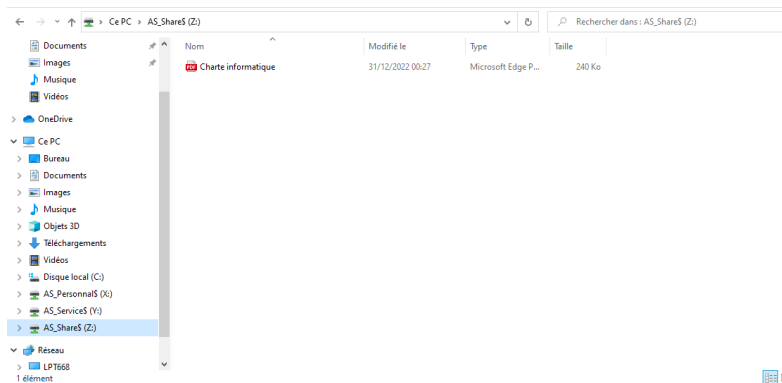 Ce PC > AS_Share$ (Z:)
Rechercher dans : AS_Share$ (Z:)
Documents
Images
Musique
Vidéos
OneDrive
Ce PC
Bureau
Documents
Images
Musique
Objets 3D
Téléchargements
Vidéos
Disque local (C:)
AS_Personnal$ (X:)
AS_Service$ (Y:)
AS_Share$ (Z:)
Réseau
LPT668
1 élément
Nom Modifié le Type Taille
PDF Charte informatique 31/12/2022 00:27 Microsoft Edge P... 240 Ko